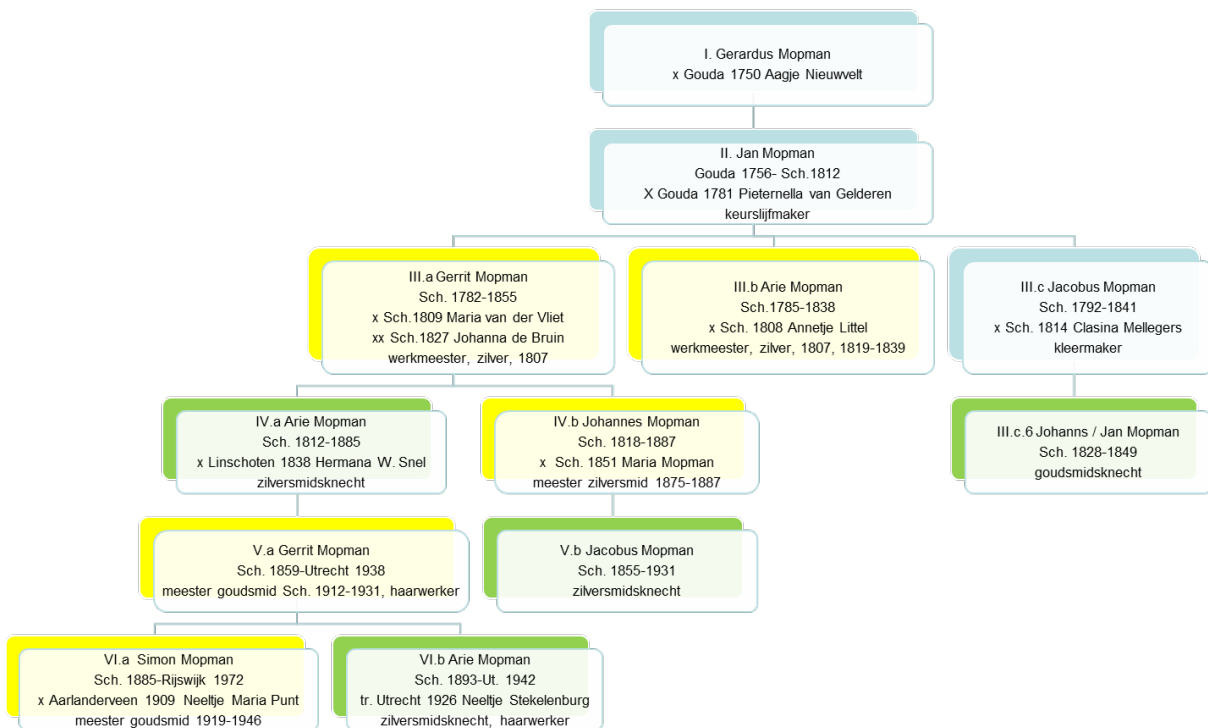 I. Gerardus Mopman
x Gouda 1750 Aagje Nieuwvelt
II. Jan Mopman
Gouda 1756- Sch.1812
X Gouda 1781 Pieternella van Gelderen
keurslijfmaker
III.a Gerrit Mopman
Sch. 1782-1855
x Sch.1809 Maria van der Vliet
xx Sch.1827 Johanna de Bruin
werkmeester, zilver, 1807
III.b Arie Mopman
Sch.1785-1838
x Sch. 1808 Annetje Littel
werkmeester, zilver, 1807, 1819-1839
III.c Jacobus Mopman
Sch. 1792-1841
x Sch. 1814 Clasina Mellegers
kleermaker
IV.a Arie Mopman
Sch. 1812-1885
x Linschoten 1838 Hermana W. Snel
zilversmidsknecht
IV.b Johannes Mopman
Sch. 1818-1887
x Sch. 1851 Maria Mopman
meester zilversmid 1875-1887
III.c.6 Johanns / Jan Mopman
Sch. 1828-1849
goudsmidsknecht
V.a Gerrit Mopman
Sch. 1859-Utrecht 1938
meester goudsmid Sch. 1912-1931, haarwerker
V.b Jacobus Mopman
Sch. 1855-1931
zilversmidsknecht
VI.a Simon Mopman
Sch. 1885-Rijswijk 1972
x Aarlanderveen 1909 Neeltje Maria Punt
meester goudsmid 1919-1946
VI.b Arie Mopman
Sch. 1893-Ut. 1942
tr. Utrecht 1926 Neeltje Stekelenburg
zilversmidsknecht, haarwerker